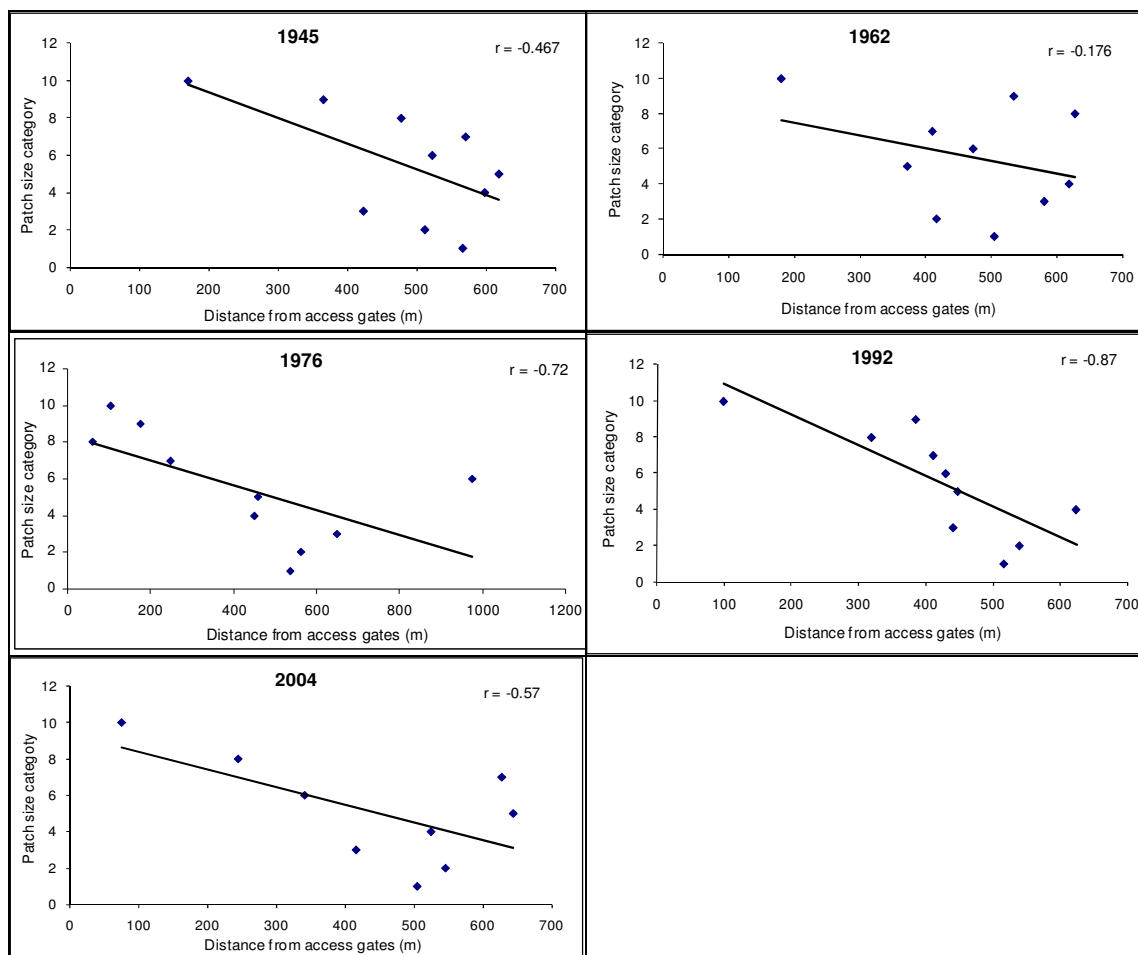 1945
r = -0.467
Patch size category
12
10
8
6
4
2
0
0 100 200 300 400 500 600 700
Distance from access gates (m)
1962
r = -0.176
Patch size category
12
10
8
6
4
2
0
0 100 200 300 400 500 600 700
Distance from access gates (m)
1976
r = -0.72
Patch size category
12
10
8
6
4
2
0
0 200 400 600 800 1000 1200
Distance from access gates (m)
1992
r = -0.87
Patch size category
12
10
8
6
4
2
0
0 100 200 300 400 500 600 700
Distance from access gates (m)
2004
r = -0.57
Patch size categoty
12
10
8
6
4
2
0
0 100 200 300 400 500 600 700
Distance from access gates (m)